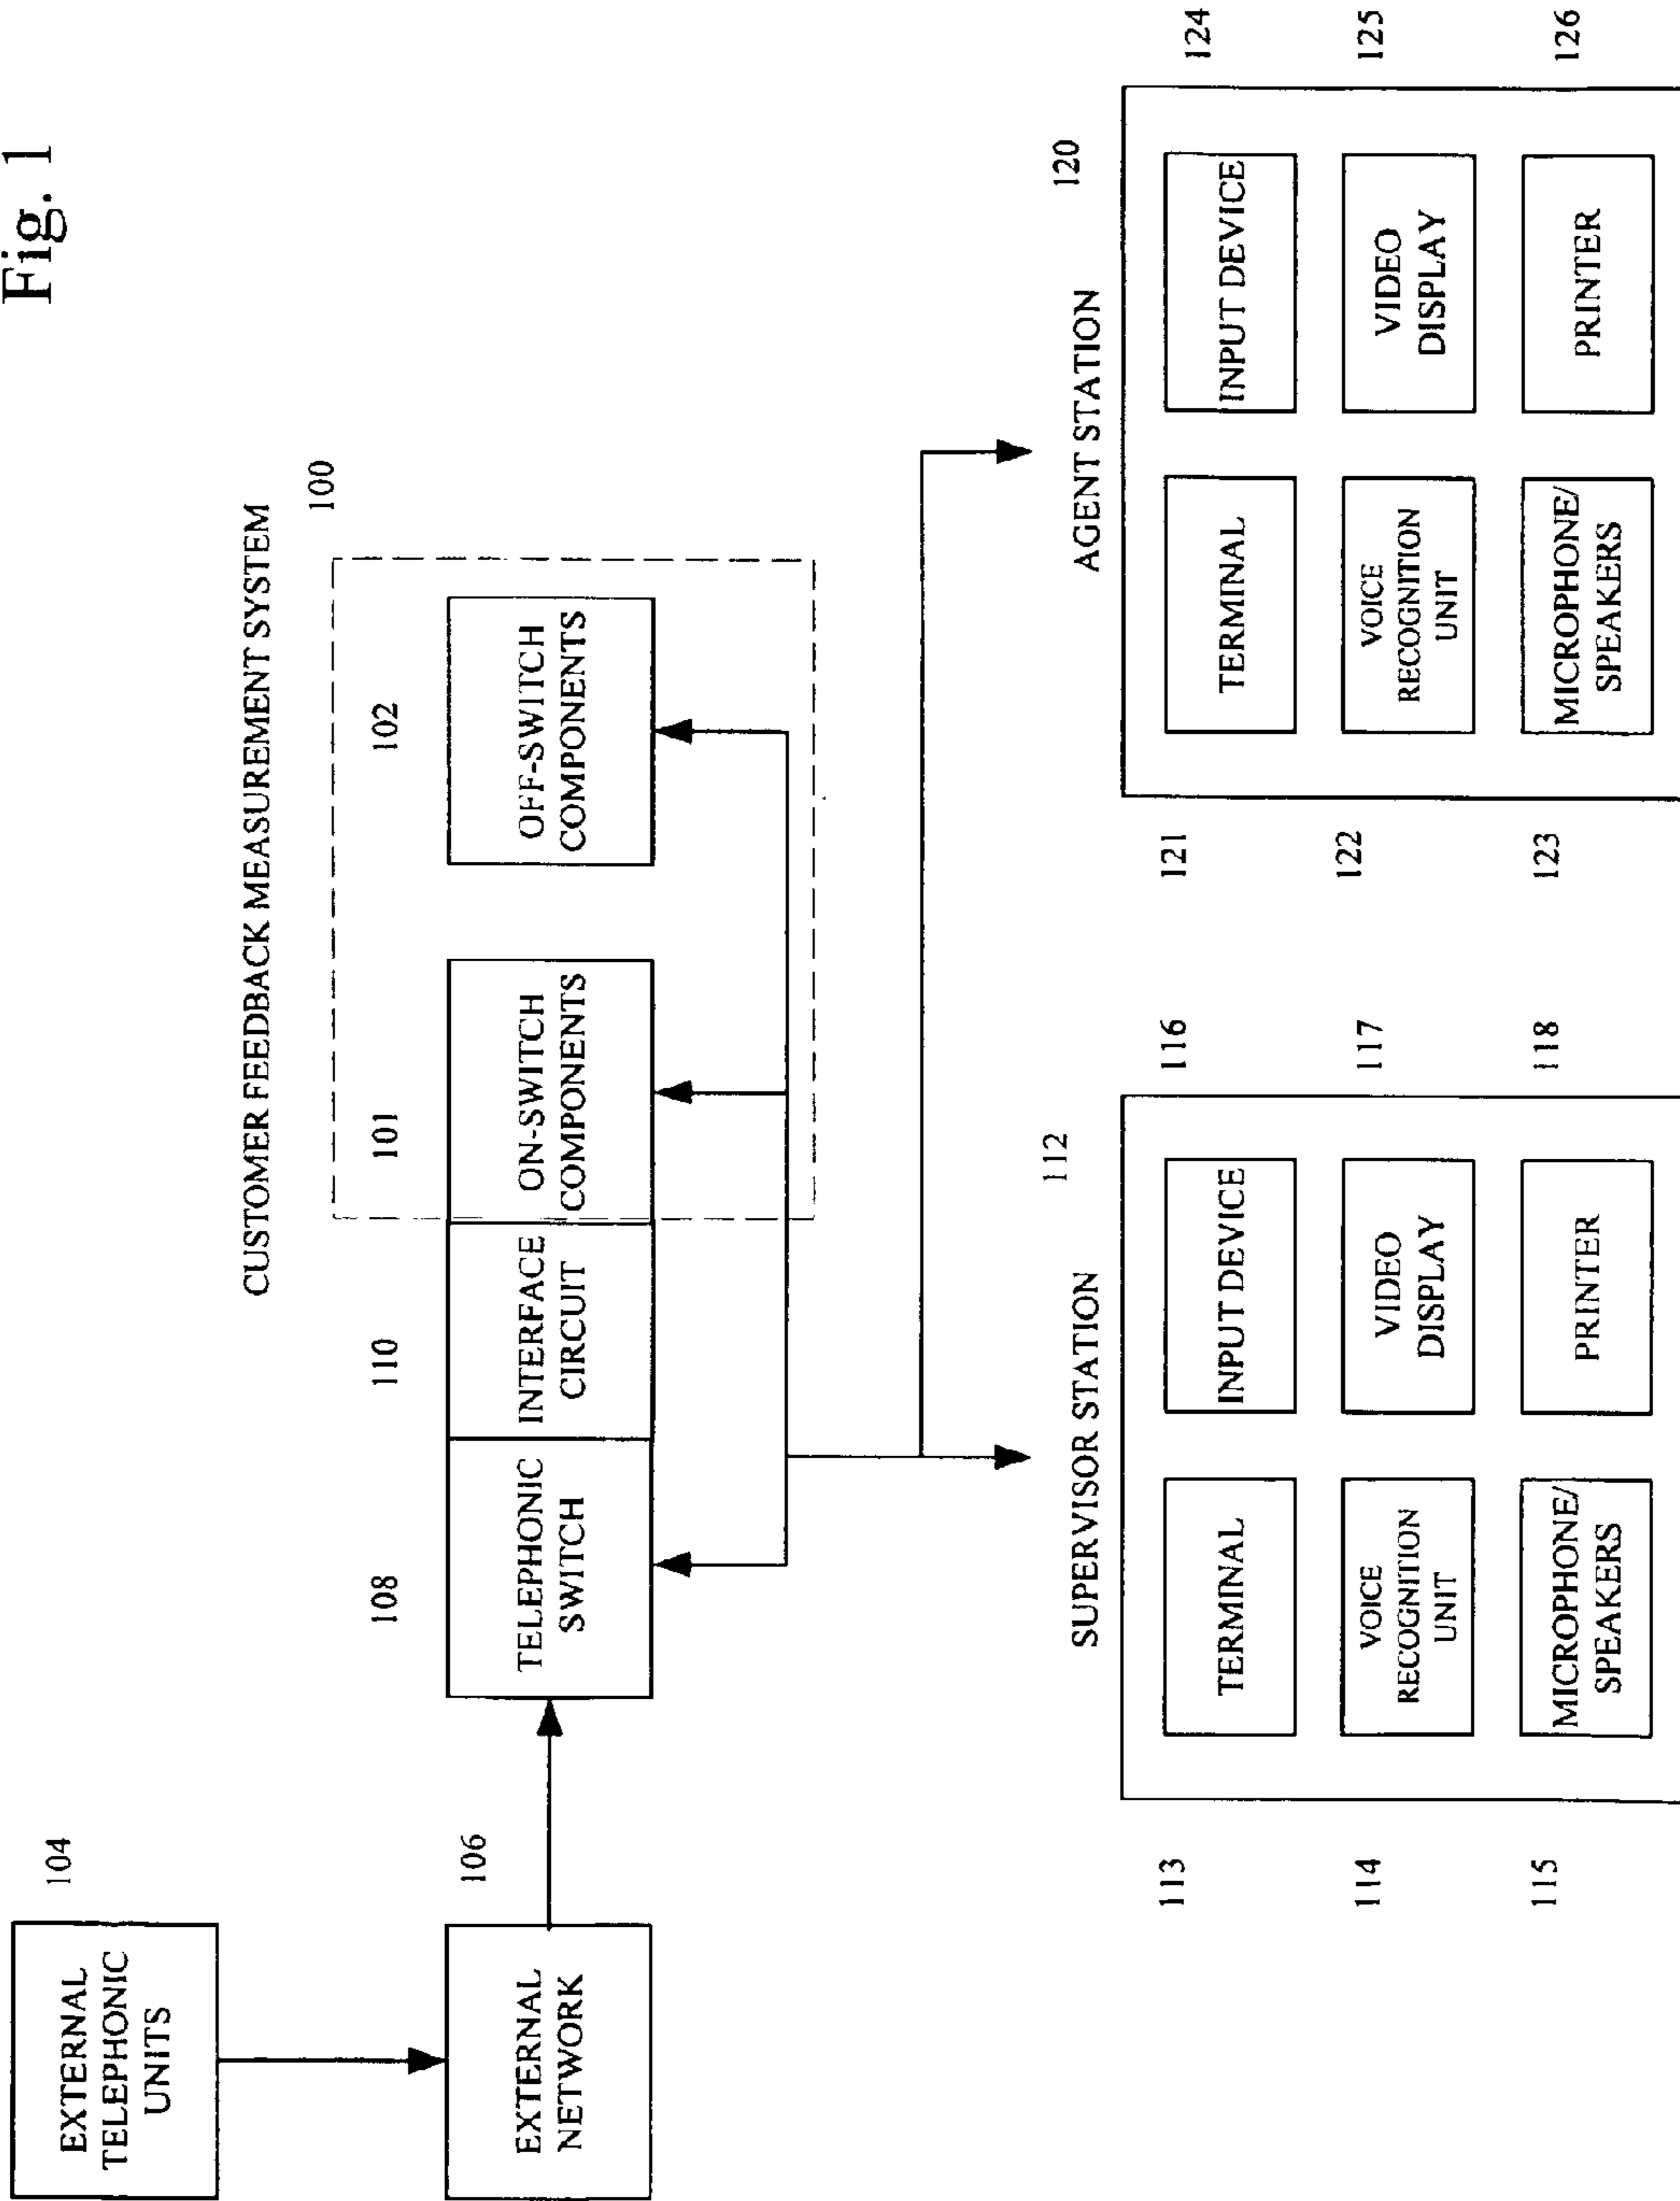 Fig. 1
CUSTOMER FEEDBACK MEASUREMENT SYSTEM
100
104
EXTERNAL
TELEPHONIC
UNITS
106
EXTERNAL
NETWORK
108
TELEPHONIC
SWITCH
110
INTERFACE
CIRCUIT
101
ON-SWITCH
COMPONENTS
102
OFF-SWITCH
COMPONENTS
SUPERVISOR STATION
112
113
TERMINAL
INPUT DEVICE
116
114
VOICE
RECOGNITION
UNIT
VIDEO
DISPLAY
117
115
MICROPHONE/
SPEAKERS
PRINTER
118
AGENT STATION
120
121
TERMINAL
INPUT DEVICE
124
122
VOICE
RECOGNITION
UNIT
VIDEO
DISPLAY
125
123
MICROPHONE/
SPEAKERS
PRINTER
126